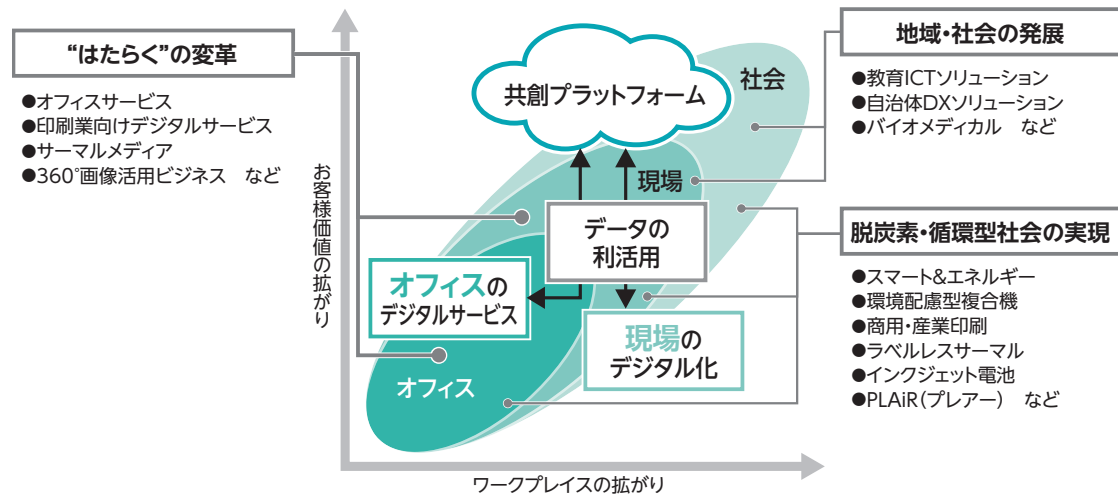 “はたらく”の変革
●オフィスサービス
●印刷業向けデジタルサービス
●サーマルメディア
●360°画像活用ビジネス　など
お客様価値の拡がり
共創プラットフォーム
社会
現場
データの
利活用
オフィスの
デジタルサービス
現場の
デジタル化
オフィス
ワークプレイスの拡がり
地域・社会の発展
●教育ICTソリューション
●自治体DXソリューション
●バイオメディカル　など
脱炭素・循環型社会の実現
●スマート&エネルギー
●環境配慮型複合機
●商用・産業印刷
●ラベルレスサーマル
●インクジェット電池
●PLAiR（プレアー）　など